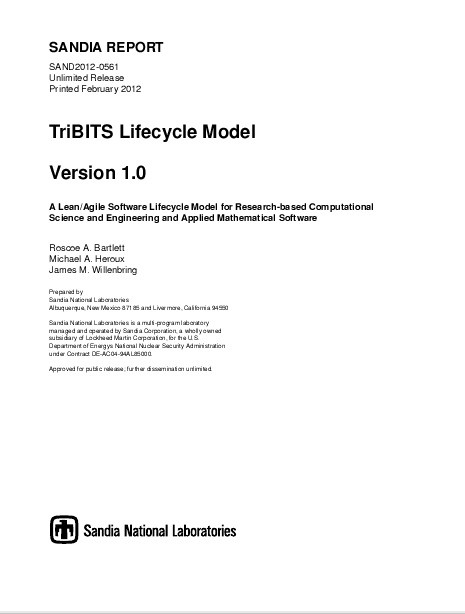 SANDIA REPORT
SAND2012-0561
Unlimited Release
Printed February 2012
TriBITS Lifecycle Model
Version 1.0
A Lean/Agile Software Lifecycle Model for Research-based Computational
Science and Engineering and Applied Mathematical Software
Roscoe A. Bartlett
Michael A. Heroux
James M. Willenbring
Prepared by
Sandia National Laboratories
Albuquerque, New Mexico 87185 and Livermore, California 94550
Sandia National Laboratories is a multi-program laboratory
managed and operated by Sandia Corporation, a wholly owned
subsidiary of Lockheed Martin Corporation, for the U.S.
Department of Energys National Nuclear Security Administration
under Contract DE-AC04-94AL85000.
Approved for public release; further dissemination unlimited.
Sandia National Laboratories